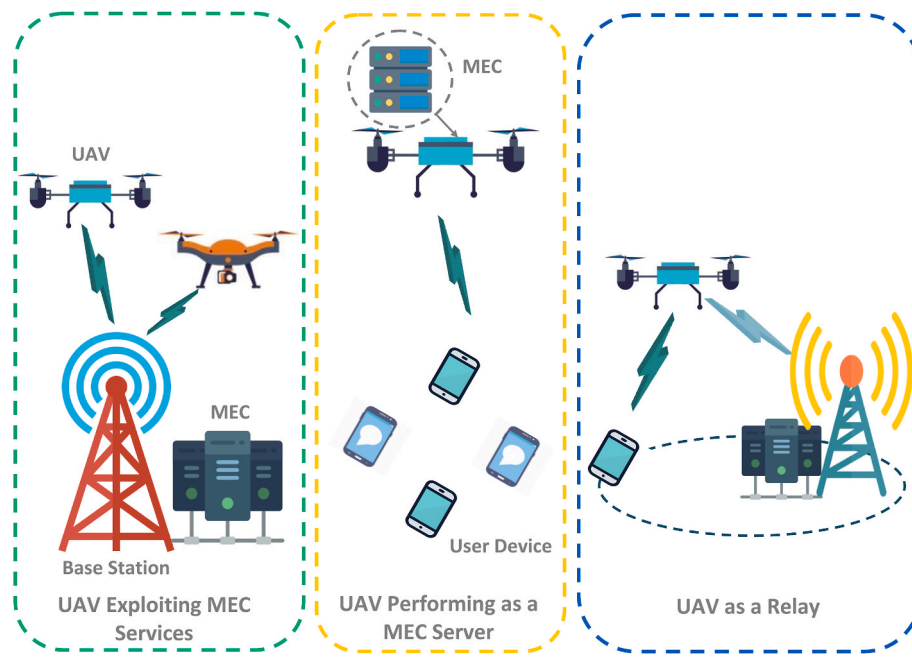 UAV
MEC
Base Station
UAV Exploiting MEC
Services
MEC
User Device
UAV Performing as a
MEC Server
UAV as a Relay